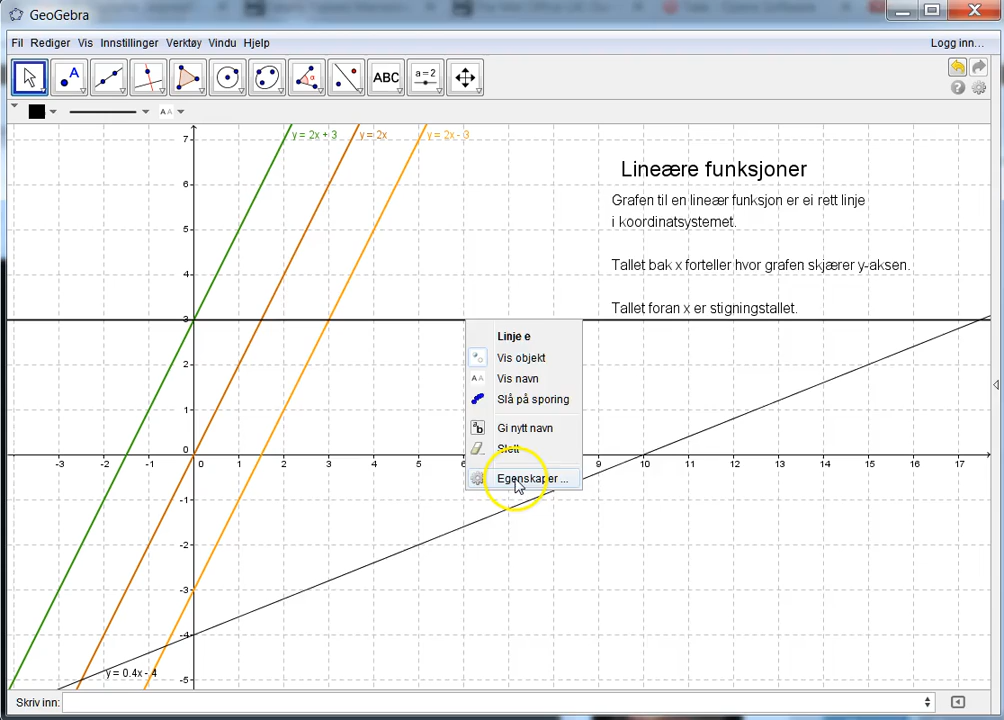 GeoGebra
Fil Rediger Vis Innstillinger Verktøy Vindu Hjelp
Logg inn...
ABC
a=2
y = 2x + 3
y = 2x
y = 2x - 3
Lineære funksjoner
Grafen til en lineær funksjon er ei rett linje
i koordinatsystemet.
Tallet bak x forteller hvor grafen skjærer y-aksen.
Tallet foran x er stigningstallet.
7
6
5
4
3
2
1
0
-1
-2
-3
-4
-5
-3 -2 -1 0 1 2 3 4 5 6 9 10 11 12 13 14 15 16 17
Linje e
Vis objekt
AA Vis navn
Slå på sporing
Gi nytt navn
Slett
Egenskaper ...
y = 0.4x - 4
Skriv inn: